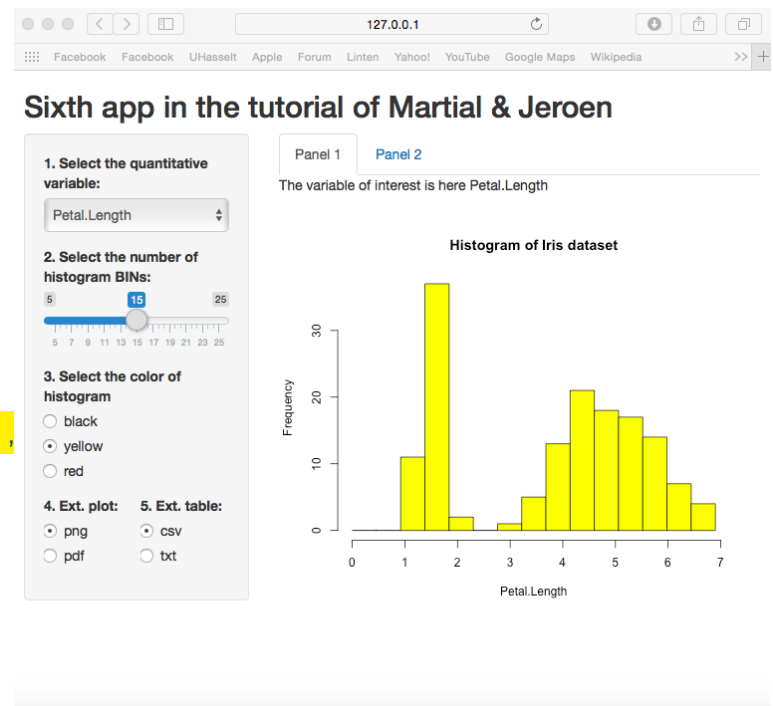 127.0.0.1
Facebook Facebook UHasselt Apple Forum Linten Yahoo! YouTube Google Maps Wikipedia >> +
Sixth app in the tutorial of Martial & Jeroen
1. Select the quantitative
variable:
Petal.Length
2. Select the number of
histogram BINs:
5 15 25
5 7 9 11 13 15 17 19 21 23 25
3. Select the color of
histogram
black
,
yellow
red
4. Ext. plot: 5. Ext. table:
png csv
pdf txt
Panel 1 Panel 2
The variable of interest is here Petal.Length
Histogram of Iris dataset
Frequency
30
20
10
0
0 1 2 3 4 5 6 7
Petal.Length